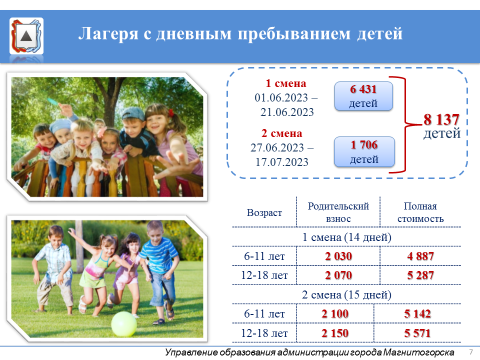 Лагеря с дневным пребыванием детей
1 смена
01.06.2023 –
21.06.2023
6 431
детей
2 смена
27.06.2023 –
17.07.2023
1 706
детей
8 137
детей
Возраст Родительский взнос Полная стоимость
1 смена (14 дней)
6-11 лет 2 030 4 887
12-18 лет 2 070 5 287
2 смена (15 дней)
6-11 лет 2 100 5 142
12-18 лет 2 150 5 571
Управление образования администрации города Магнитогорска 7